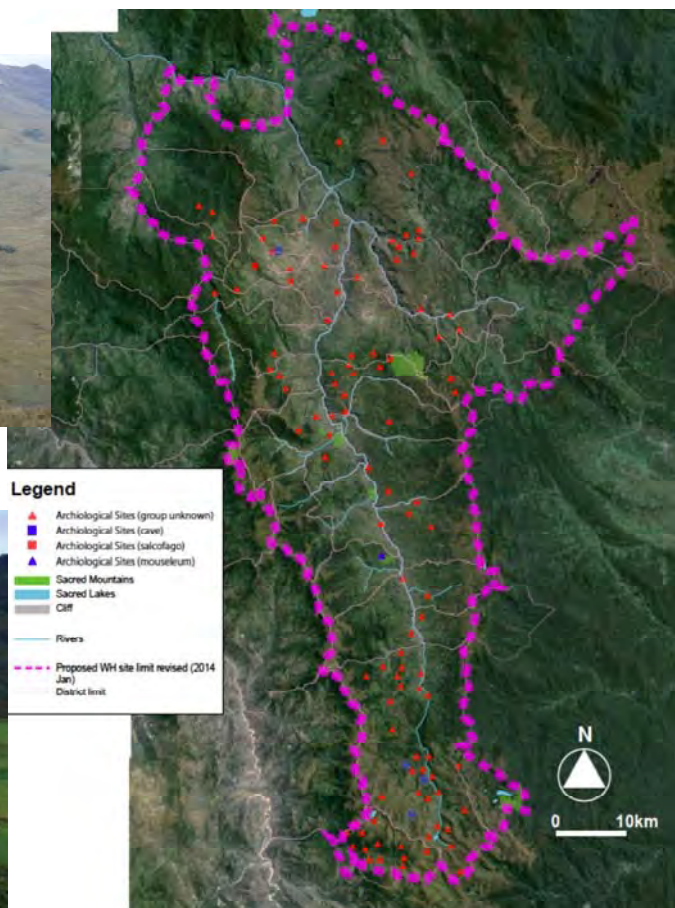 Legend
Archiological Sites (group unknown)
Archiological Sites (cave)
Archiological Sites (salcofago)
Archiological Sites (mouseleum)
Sacred Mountains
Sacred Lakes
Cliff
Rivers
Proposed WH site limit revised (2014
Jan)
District limit
N
0 10km